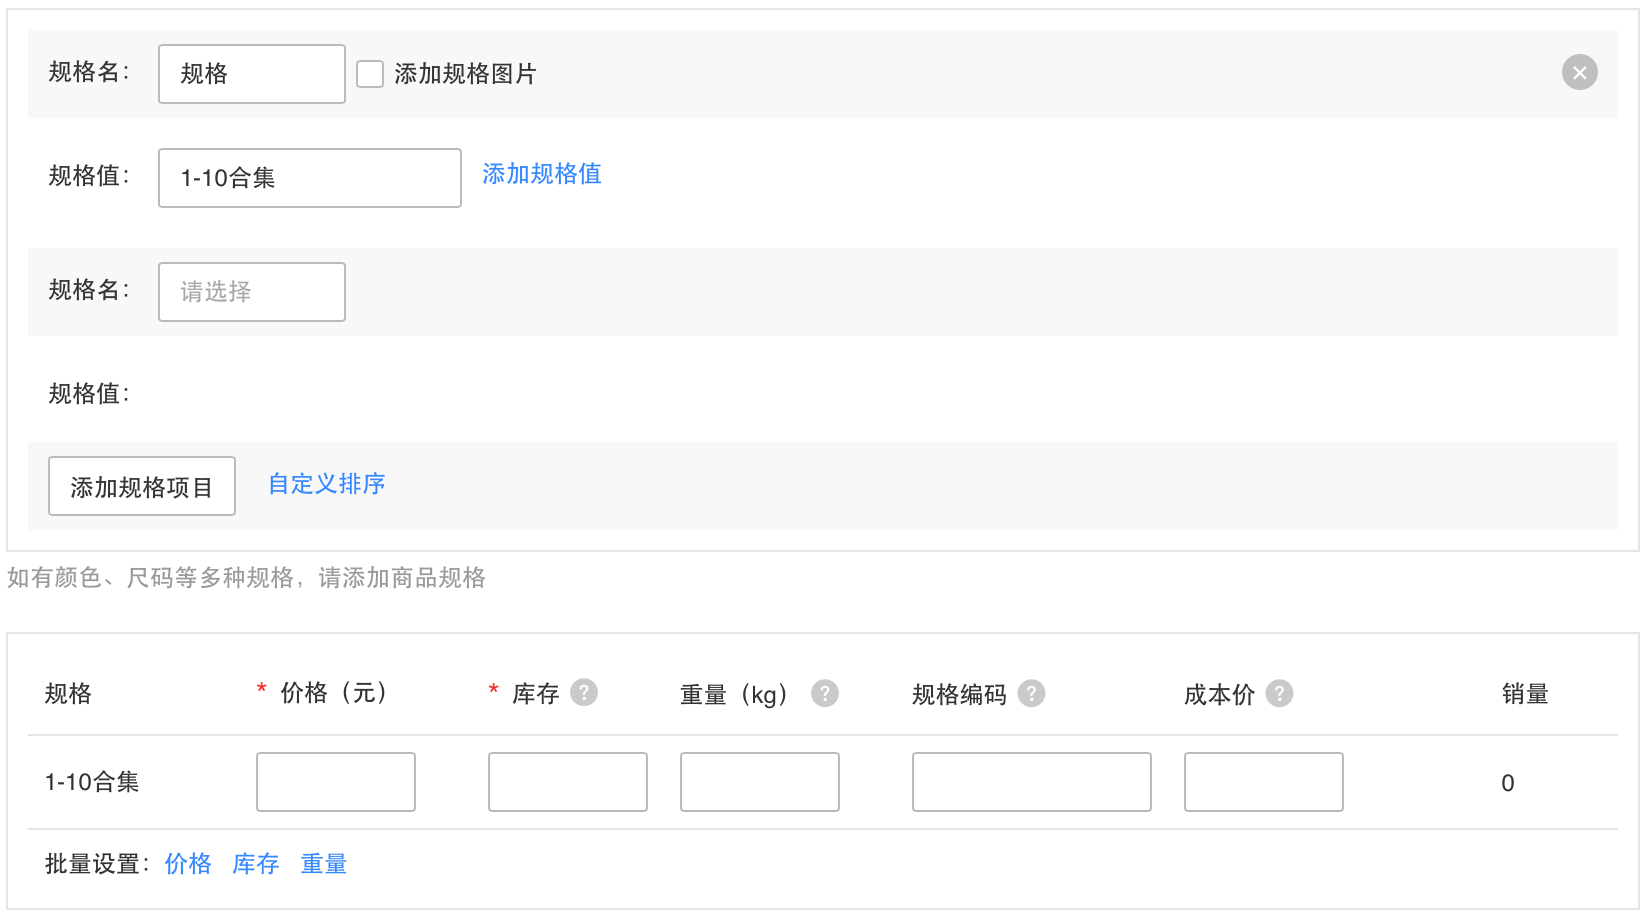 规格名： 规格 添加规格图片
规格值： 1-10合集 添加规格值
规格名： 请选择
规格值：
添加规格项目 自定义排序
如有颜色、尺码等多种规格，请添加商品规格
规格 * 价格（元） * 库存 ? 重量（kg） ? 规格编码 ? 成本价 ? 销量
1-10合集 0
批量设置： 价格 库存 重量